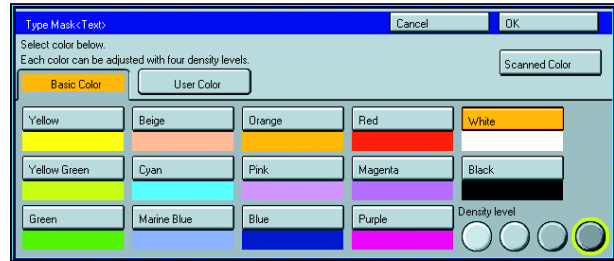 Type Mask<Text> Cancel OK
Select color below.
Each color can be adjusted with four density levels.
Scanned Color
Basic Color User Color
Yellow Beige Orange Red White
Yellow Green Cyan Pink Magenta Black
Green Marine Blue Blue Purple Density level